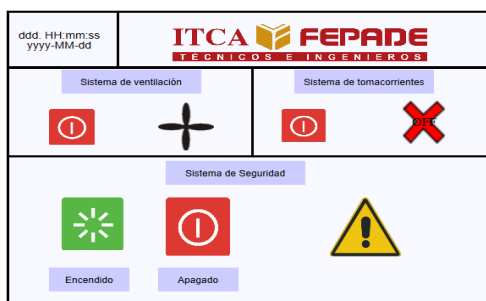 ddd. HH:mm:ss
yyyy-MM-dd
ITCA FEPADE
TÉCNICOS E INGENIEROS
Sistema de ventilación
Sistema de tomacorrientes
OFF
Sistema de Seguridad
Encendido
Apagado